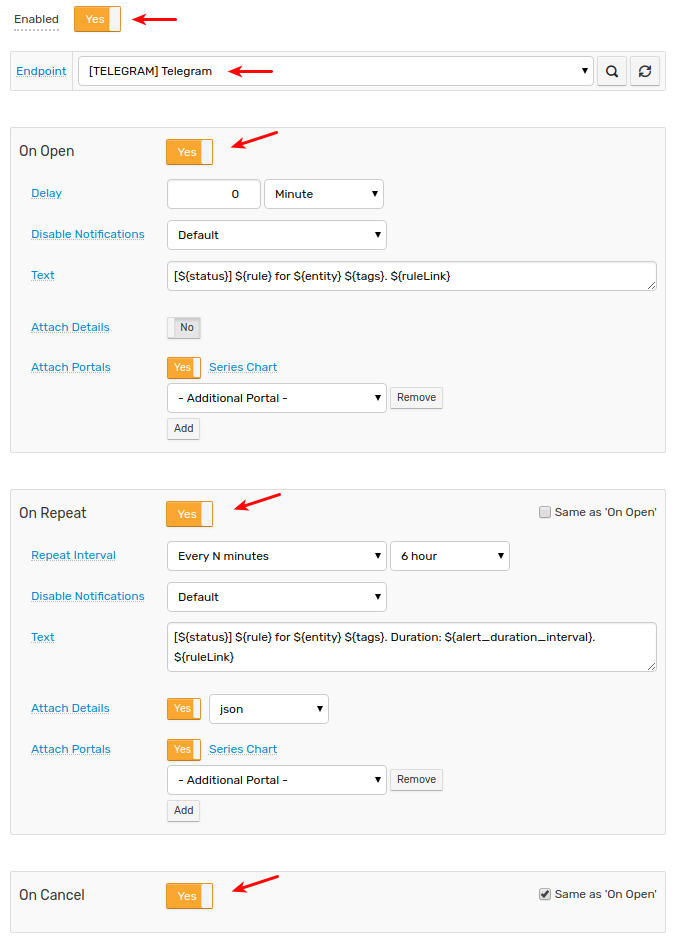 Enabled Yes
Endpoint [TELEGRAM] Telegram
On Open Yes
Delay 0 Minute
Disable Notifications Default
Text [${status}] ${rule} for ${entity} ${tags}. ${ruleLink}
Attach Details No
Attach Portals Yes Series Chart
- Additional Portal - Remove
Add
On Repeat Yes Same as 'On Open'
Repeat Interval Every N minutes 6 hour
Disable Notifications Default
Text [${status}] ${rule} for ${entity} ${tags}. Duration: ${alert_duration_interval}.
${ruleLink}
Attach Details Yes json
Attach Portals Yes Series Chart
- Additional Portal - Remove
Add
On Cancel Yes Same as 'On Open'